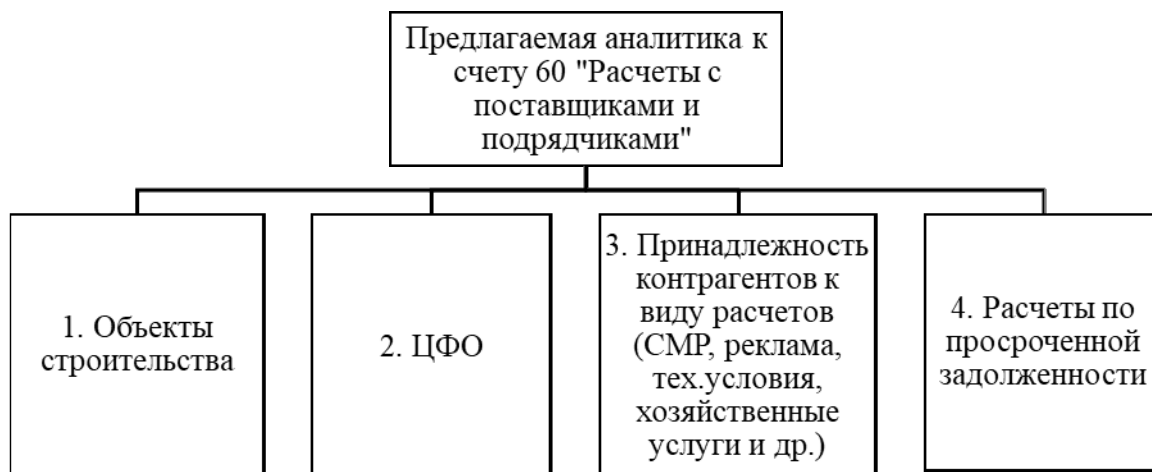 Предлагаемая аналитика к
счету 60 "Расчеты с
поставщиками и
подрядчиками"
1. Объекты
строительства
2. ЦФО
3. Принадлежность
контрагентов к
виду расчетов
(СМР, реклама,
тех.условия,
хозяйственные
услуги и др.)
4. Расчеты по
просроченной
задолженности